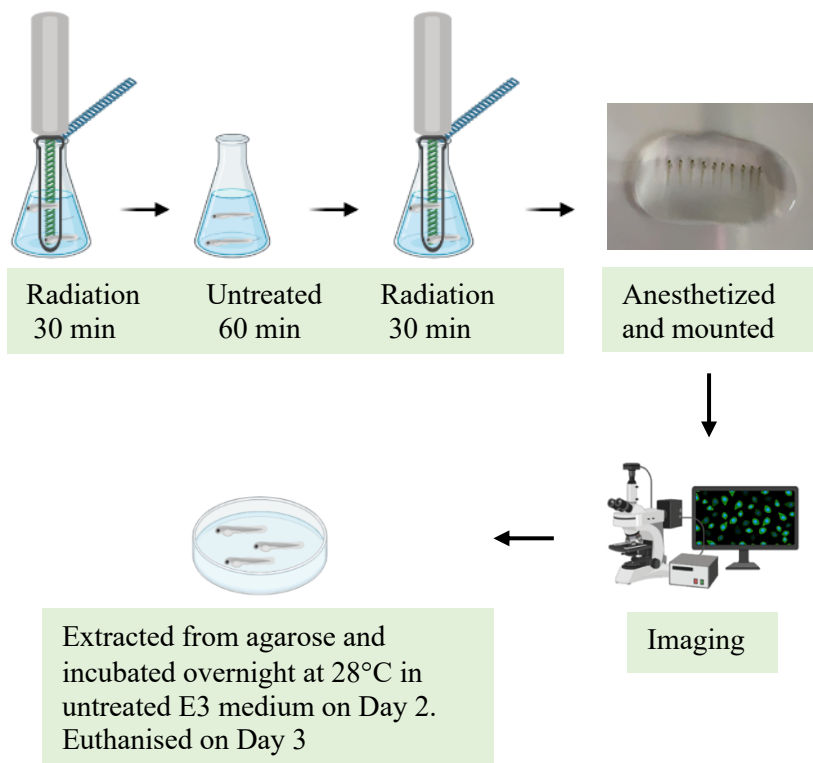 Radiation
30 min
Untreated
60 min
Radiation
30 min
Anesthetized
and mounted
Imaging
Extracted from agarose and
incubated overnight at 28°C in
untreated E3 medium on Day 2.
Euthanised on Day 3